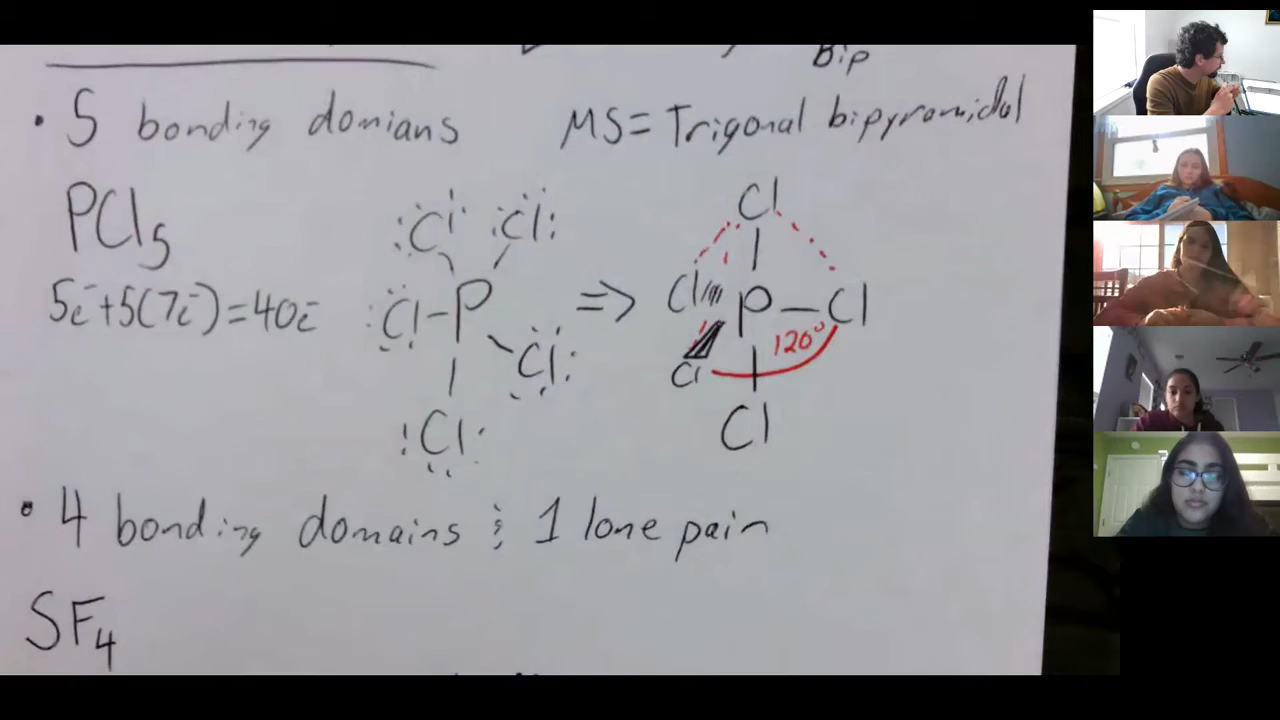 Bip
• 5 bonding domians
MS = Trigonal bipyramidal
PCl5
5e⁻+5(7e⁻)=40e⁻
:Cl: :Cl:
:Cl-P
Cl:
:Cl:
=>
Cl
Cl P-Cl
120°
Cl
Cl
• 4 bonding domains & 1 lone pair
SF4